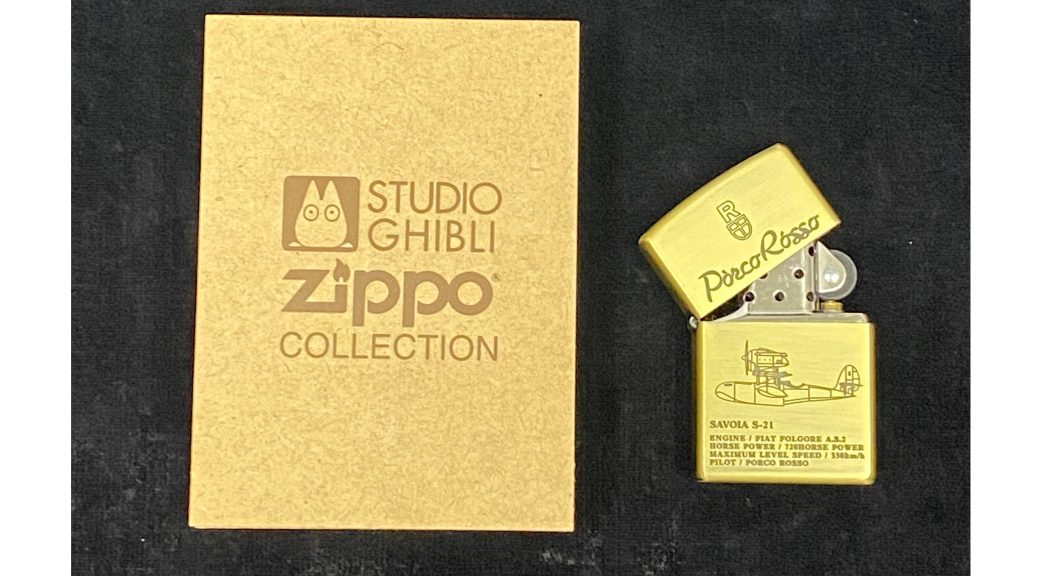 STUDIO
GHIBLI
zippo®
COLLECTION
R
Porco Rosso
SAVOIA S-21
ENGINE / FIAT FOLGORE A.S.2
HORSE POWER / 720HORSE POWER
MAXIMUM LEVEL SPEED / 330km/h
PILOT / PORCO ROSSO